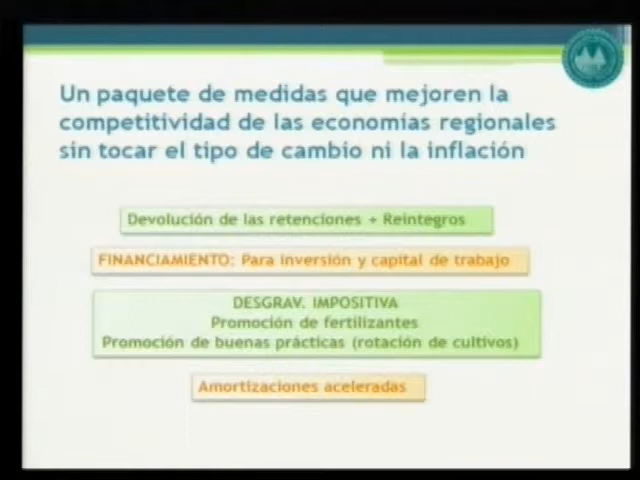 Un paquete de medidas que mejoren la
competitividad de las economías regionales
sin tocar el tipo de cambio ni la inflación
Devolución de las retenciones + Reintegros
FINANCIAMIENTO: Para inversión y capital de trabajo
DESGRAV. IMPOSITIVA
Promoción de fertilizantes
Promoción de buenas prácticas (rotación de cultivos)
Amortizaciones aceleradas